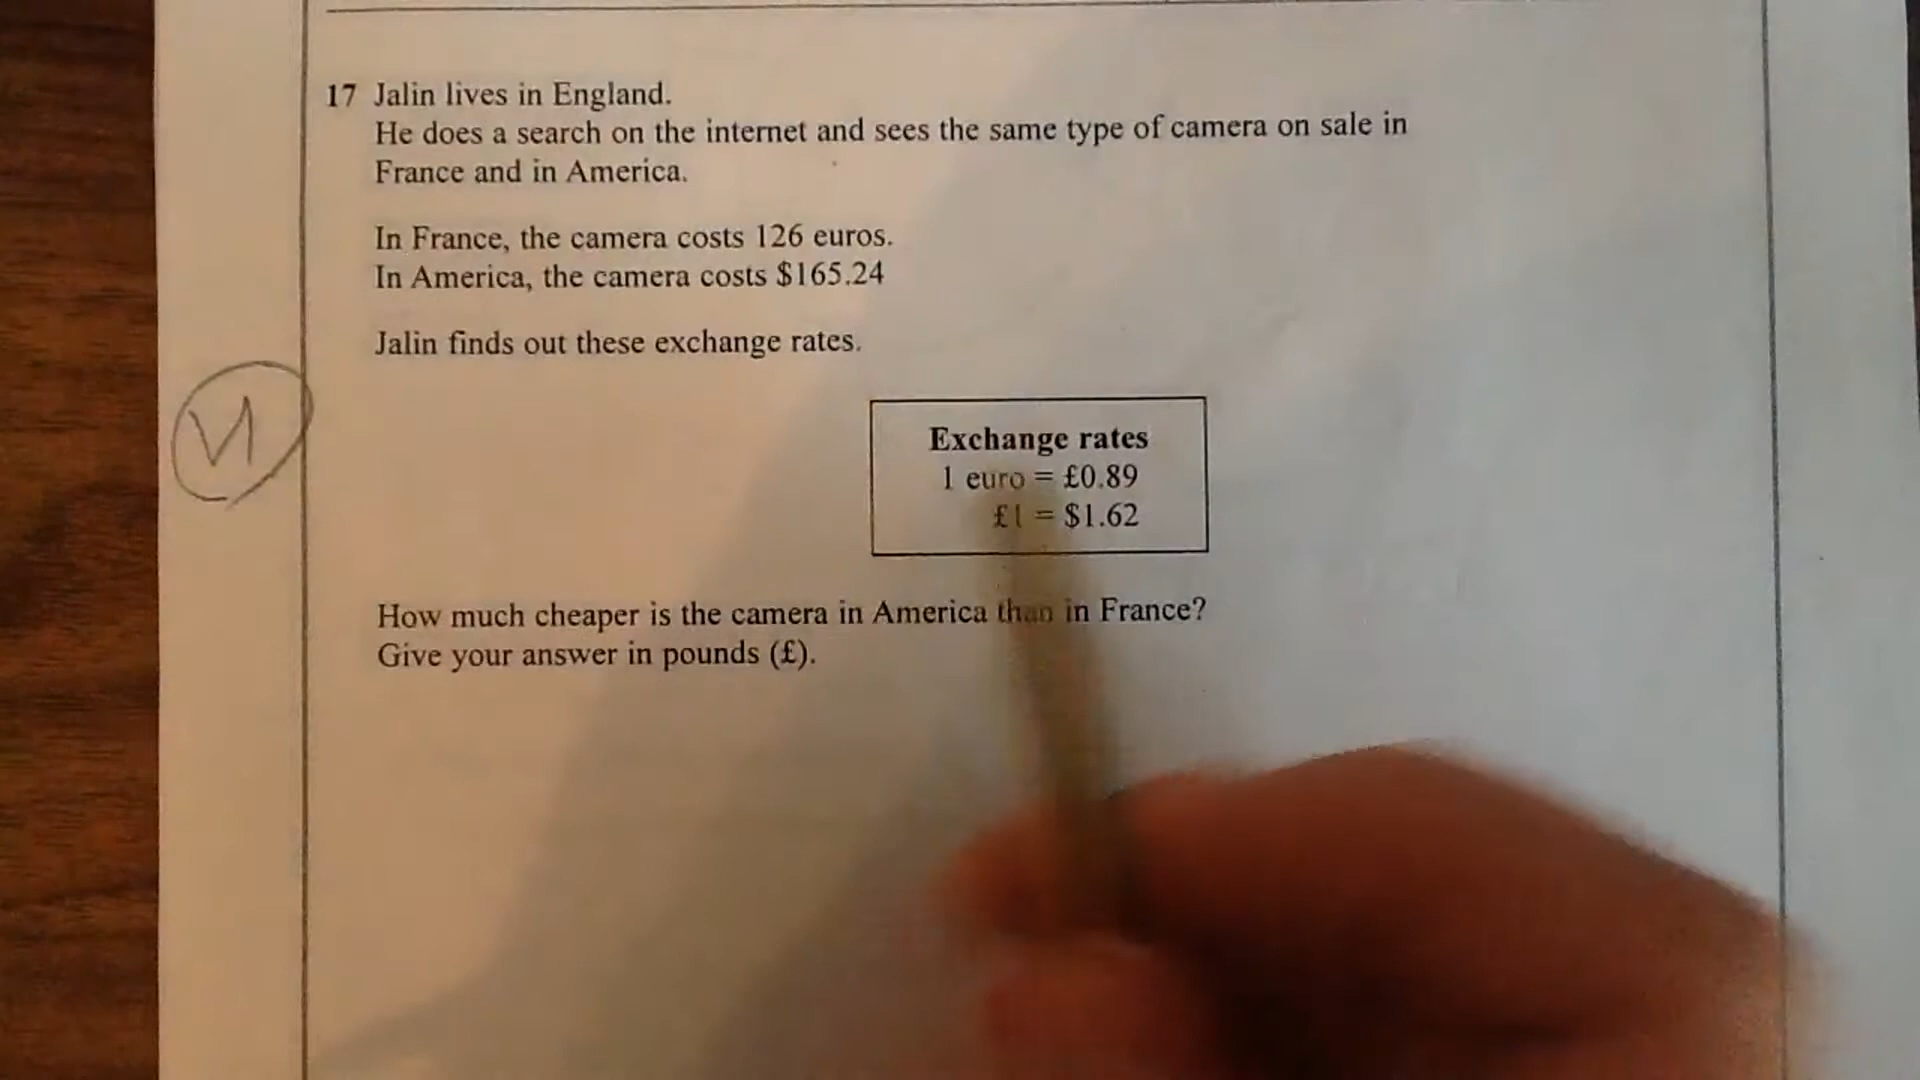 17 Jalin lives in England.
He does a search on the internet and sees the same type of camera on sale in
France and in America.
In France, the camera costs 126 euros.
In America, the camera costs $165.24
Jalin finds out these exchange rates.
Exchange rates
1 euro = £0.89
£1 = $1.62
How much cheaper is the camera in America than in France?
Give your answer in pounds (£).